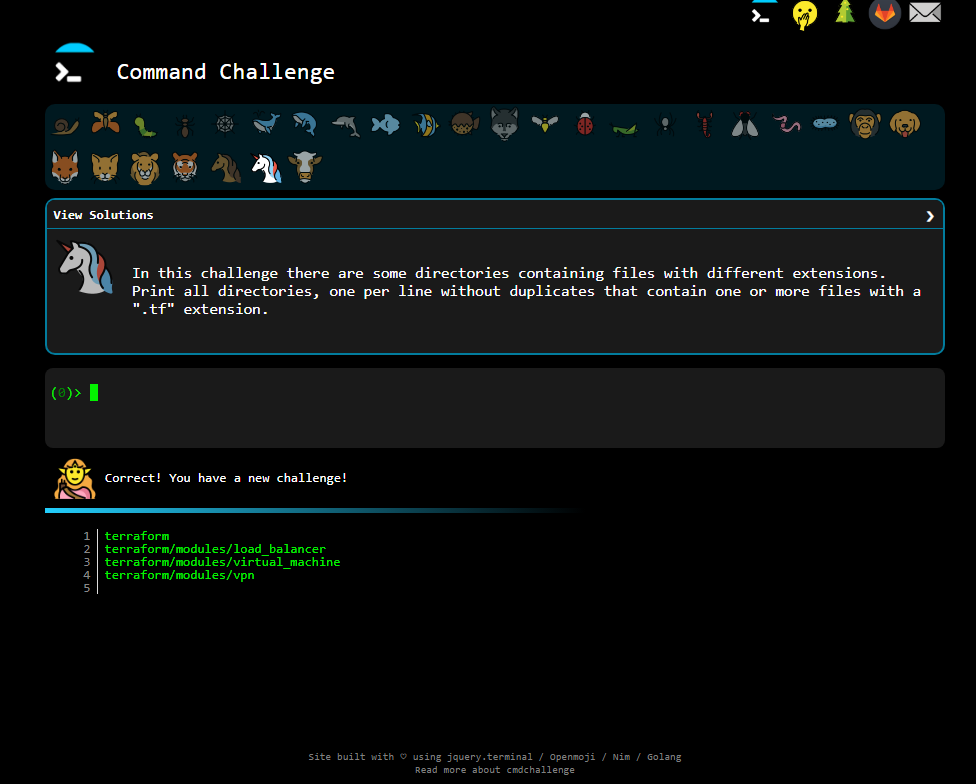 Command Challenge
View Solutions
In this challenge there are some directories containing files with different extensions.
Print all directories, one per line without duplicates that contain one or more files with a
".tf" extension.
(0)>
Correct! You have a new challenge!
1 terraform
2 terraform/modules/load_balancer
3 terraform/modules/virtual_machine
4 terraform/modules/vpn
5
Site built with ♡ using jquery.terminal / Openmoji / Nim / Golang
Read more about cmdchallenge